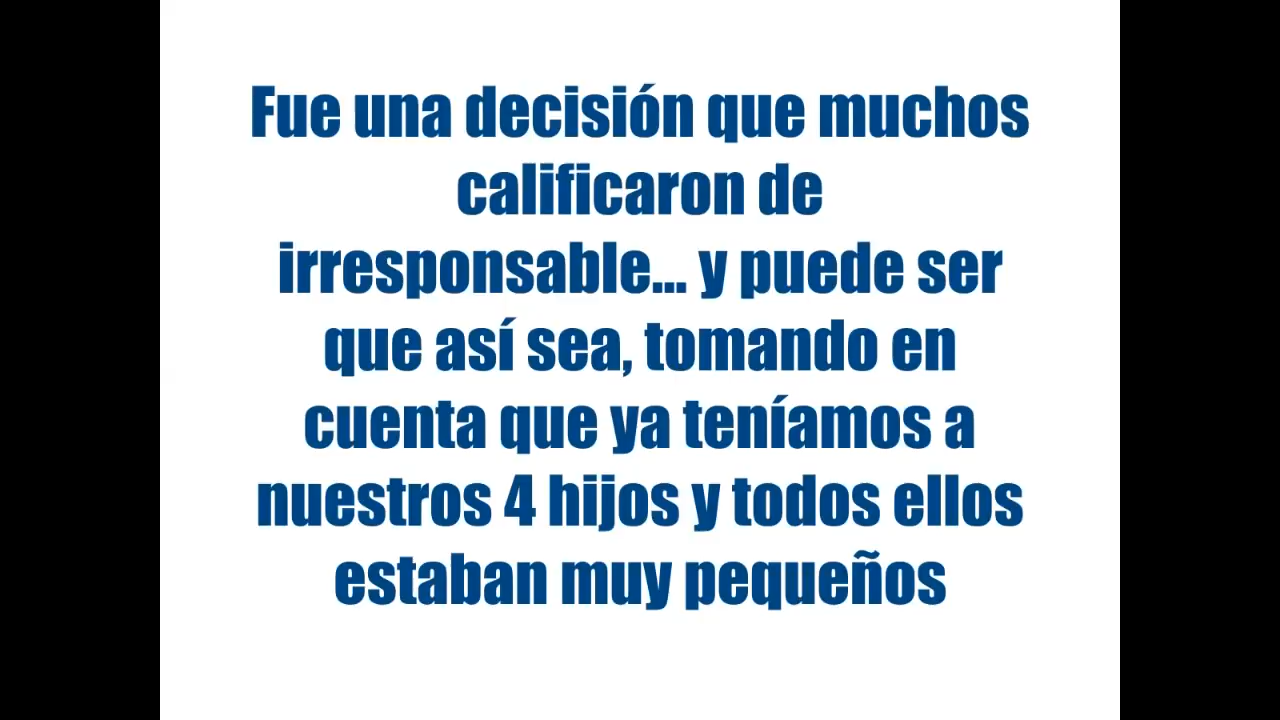 Fue una decisión que muchos
calificaron de
irresponsable... y puede ser
que así sea, tomando en
cuenta que ya teníamos a
nuestros 4 hijos y todos ellos
estaban muy pequeños